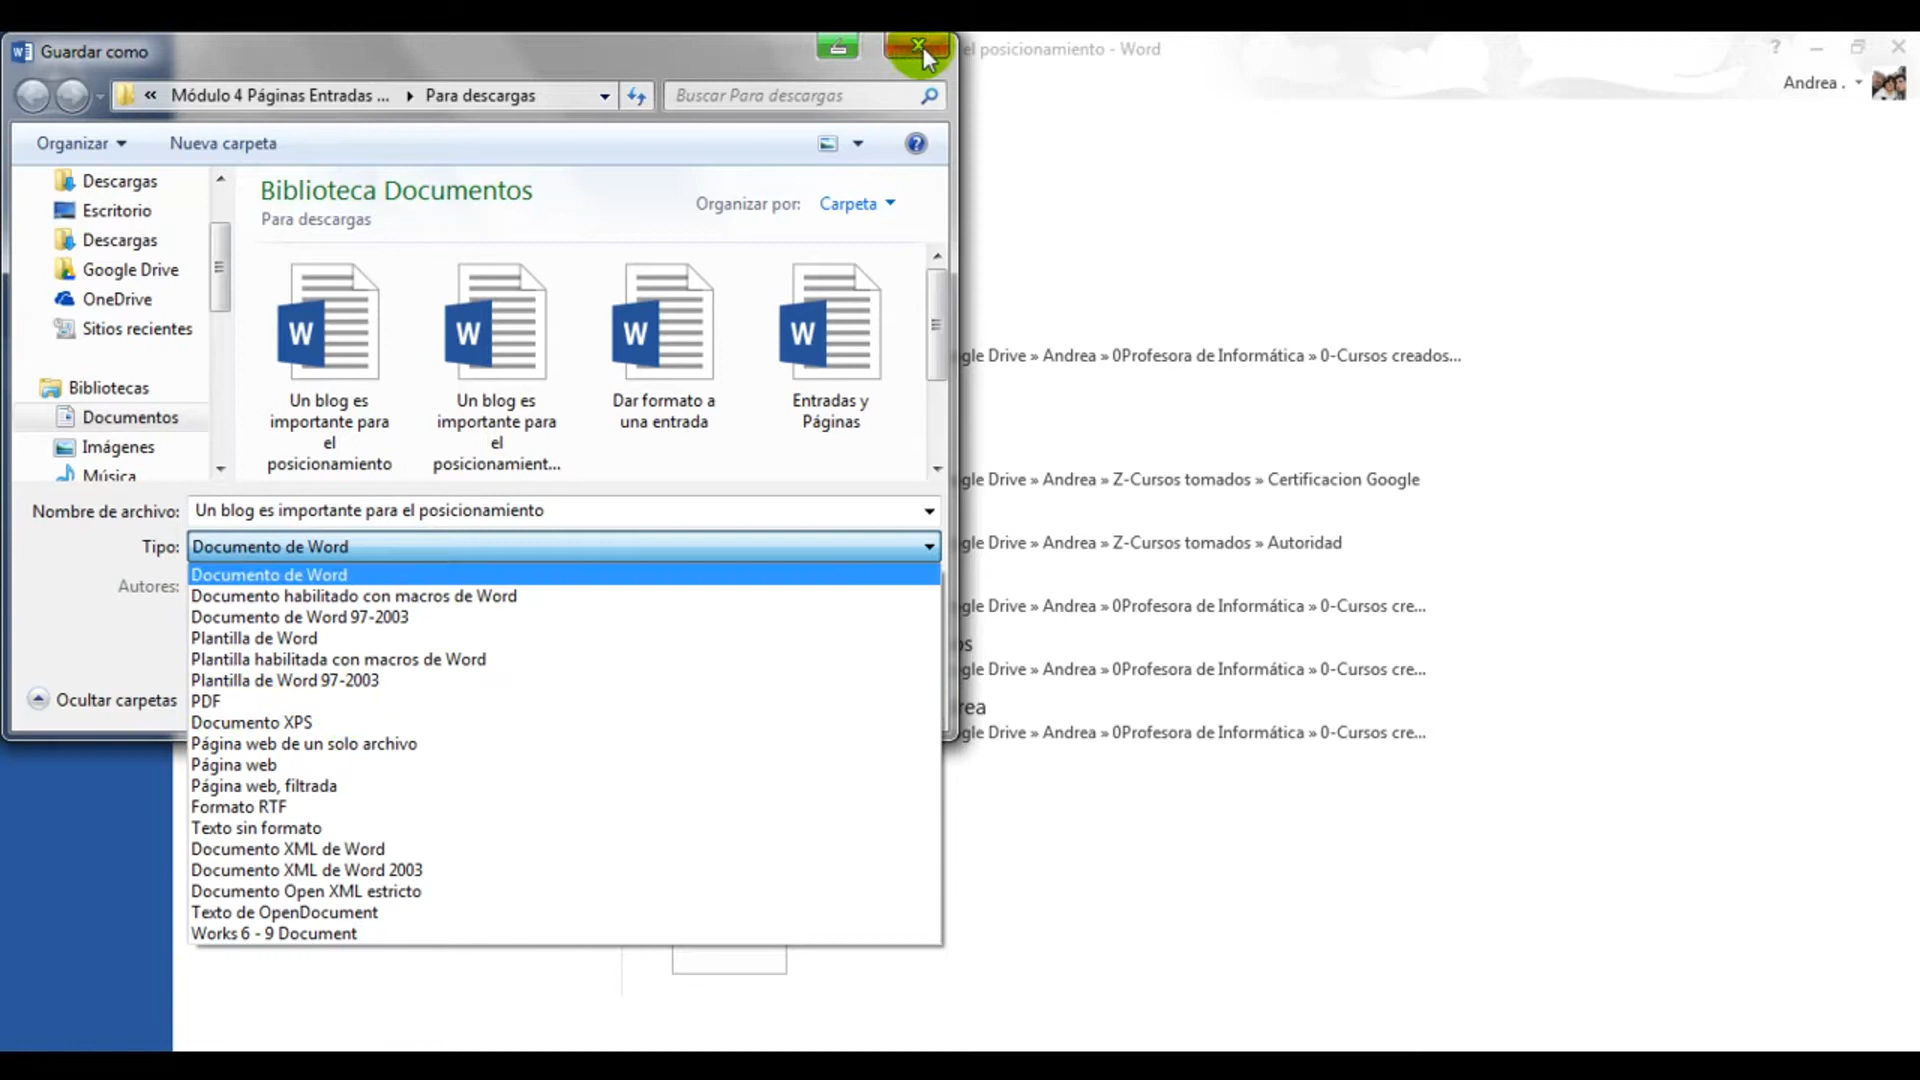 Guardar como
el posicionamiento - Word
Andrea .
« Módulo 4 Páginas Entradas ... Para descargas
Buscar Para descargas
Organizar
Nueva carpeta
Descargas
Escritorio
Descargas
Google Drive
OneDrive
Sitios recientes
Bibliotecas
Documentos
Imágenes
Música
Biblioteca Documentos
Para descargas
Organizar por: Carpeta
Un blog es
importante para
el
posicionamiento
Un blog es
importante para
el
posicionamient...
Dar formato a
una entrada
Entradas y
Páginas
Nombre de archivo: Un blog es importante para el posicionamiento
Tipo: Documento de Word
Autores:
Documento de Word
Documento habilitado con macros de Word
Documento de Word 97-2003
Plantilla de Word
Plantilla habilitada con macros de Word
Plantilla de Word 97-2003
PDF
Documento XPS
Página web de un solo archivo
Página web
Página web, filtrada
Formato RTF
Texto sin formato
Documento XML de Word
Documento XML de Word 2003
Documento Open XML estricto
Texto de OpenDocument
Works 6 - 9 Document
Ocultar carpetas
gle Drive » Andrea » 0Profesora de Informática » 0-Cursos creados...
gle Drive » Andrea » Z-Cursos tomados » Certificacion Google
gle Drive » Andrea » Z-Cursos tomados » Autoridad
gle Drive » Andrea » 0Profesora de Informática » 0-Cursos cre...
os
gle Drive » Andrea » 0Profesora de Informática » 0-Cursos cre...
rea
gle Drive » Andrea » 0Profesora de Informática » 0-Cursos cre...